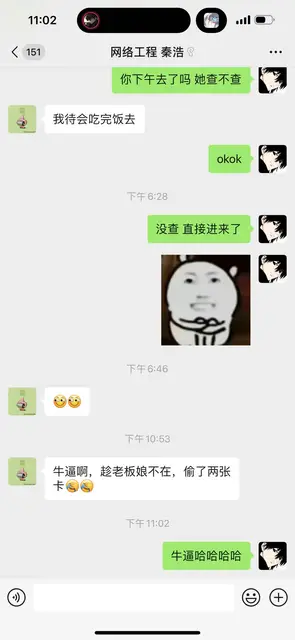 11:02
151
网络工程 秦浩
你下午去了吗 她查不查
我待会吃完饭去
okok
下午6:28
没查 直接进来了
下午6:46
下午10:53
牛逼啊，趁老板娘不在，偷了两张
卡
下午11:02
牛逼哈哈哈哈